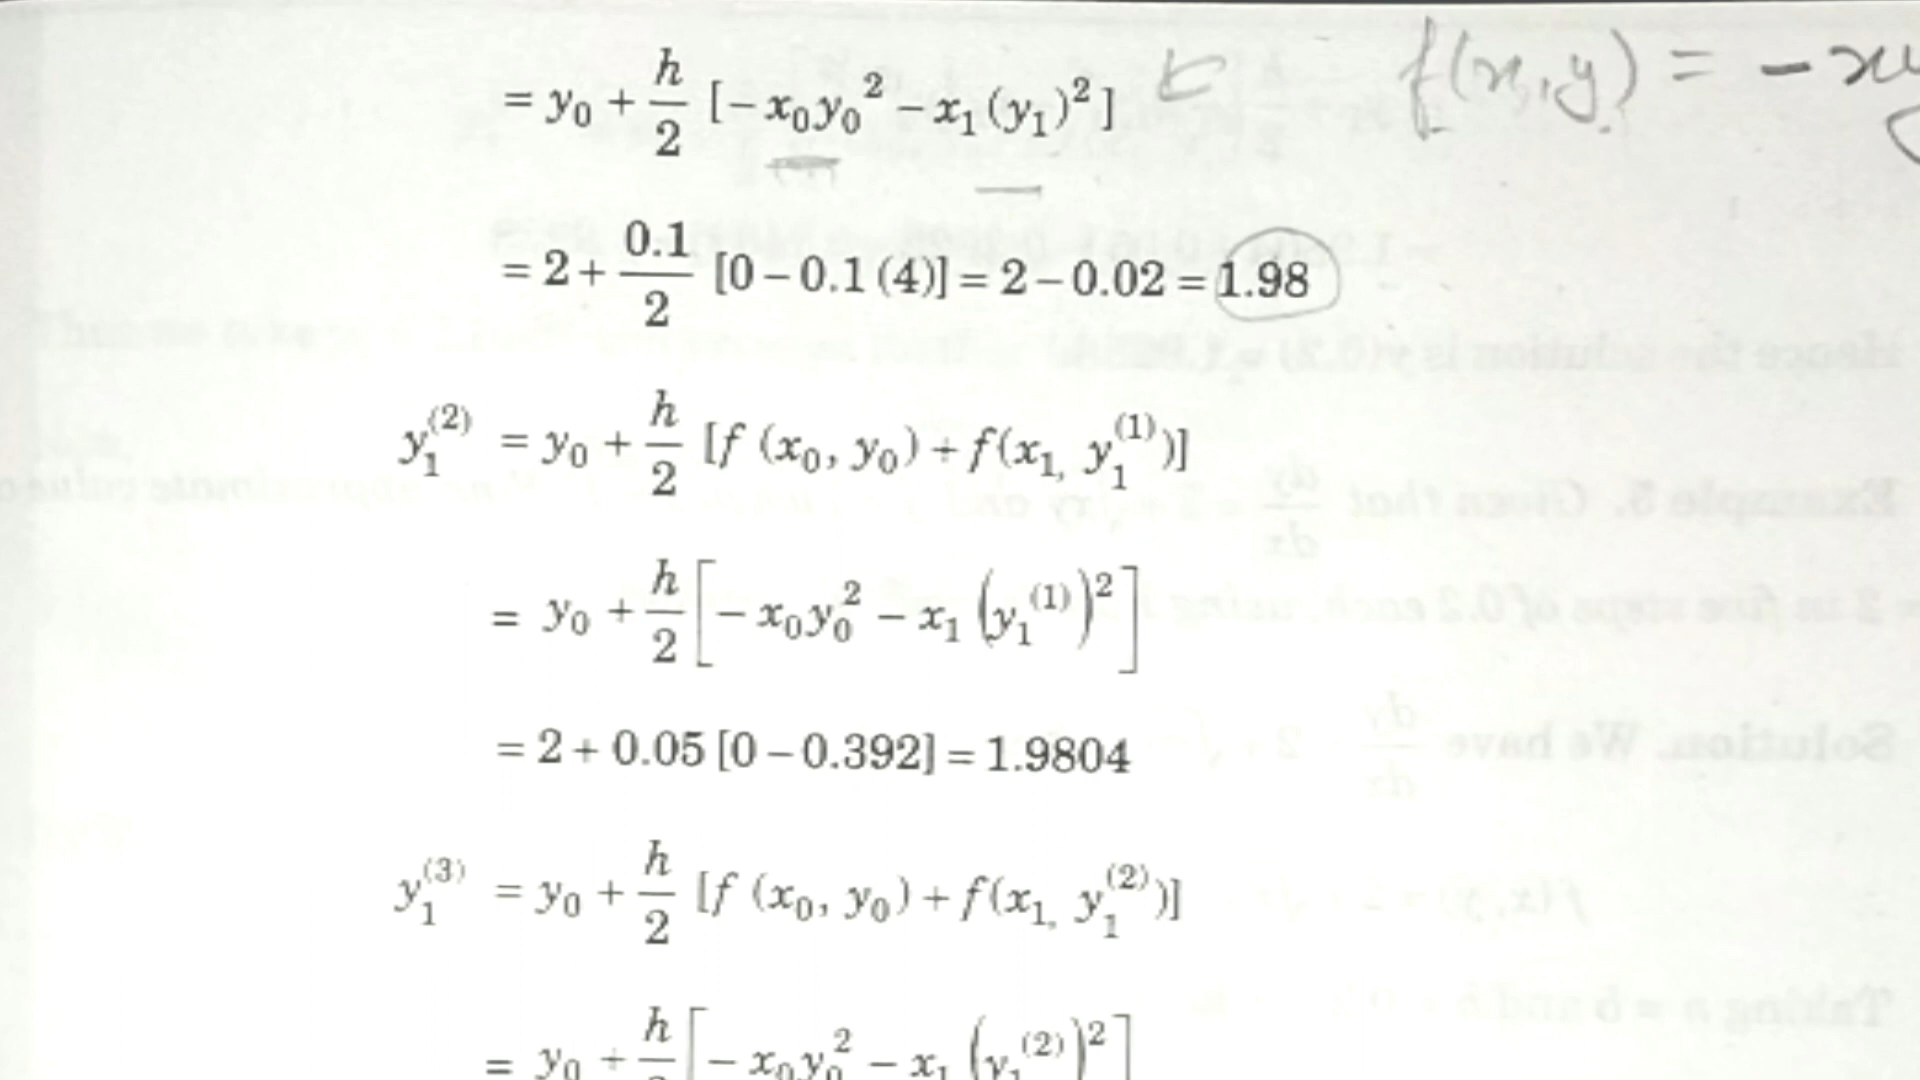 = y₀ + h/2 [– x₀y₀² – x₁(y₁)²] f(x,y) = – xy
= 2 + 0.1/2 [0 – 0.1 (4)] = 2 – 0.02 = 1.98
y₁⁽²⁾ = y₀ + h/2 [f (x₀, y₀) + f(x₁, y₁⁽¹⁾)]
= y₀ + h/2 [– x₀y₀² – x₁ (y₁⁽¹⁾)²]
= 2 + 0.05 [0 – 0.392] = 1.9804
y₁⁽³⁾ = y₀ + h/2 [f (x₀, y₀) + f(x₁, y₁⁽²⁾)]
= y₀ + h/2 [– x₀y₀² – x₁ (y₁⁽²⁾)²]